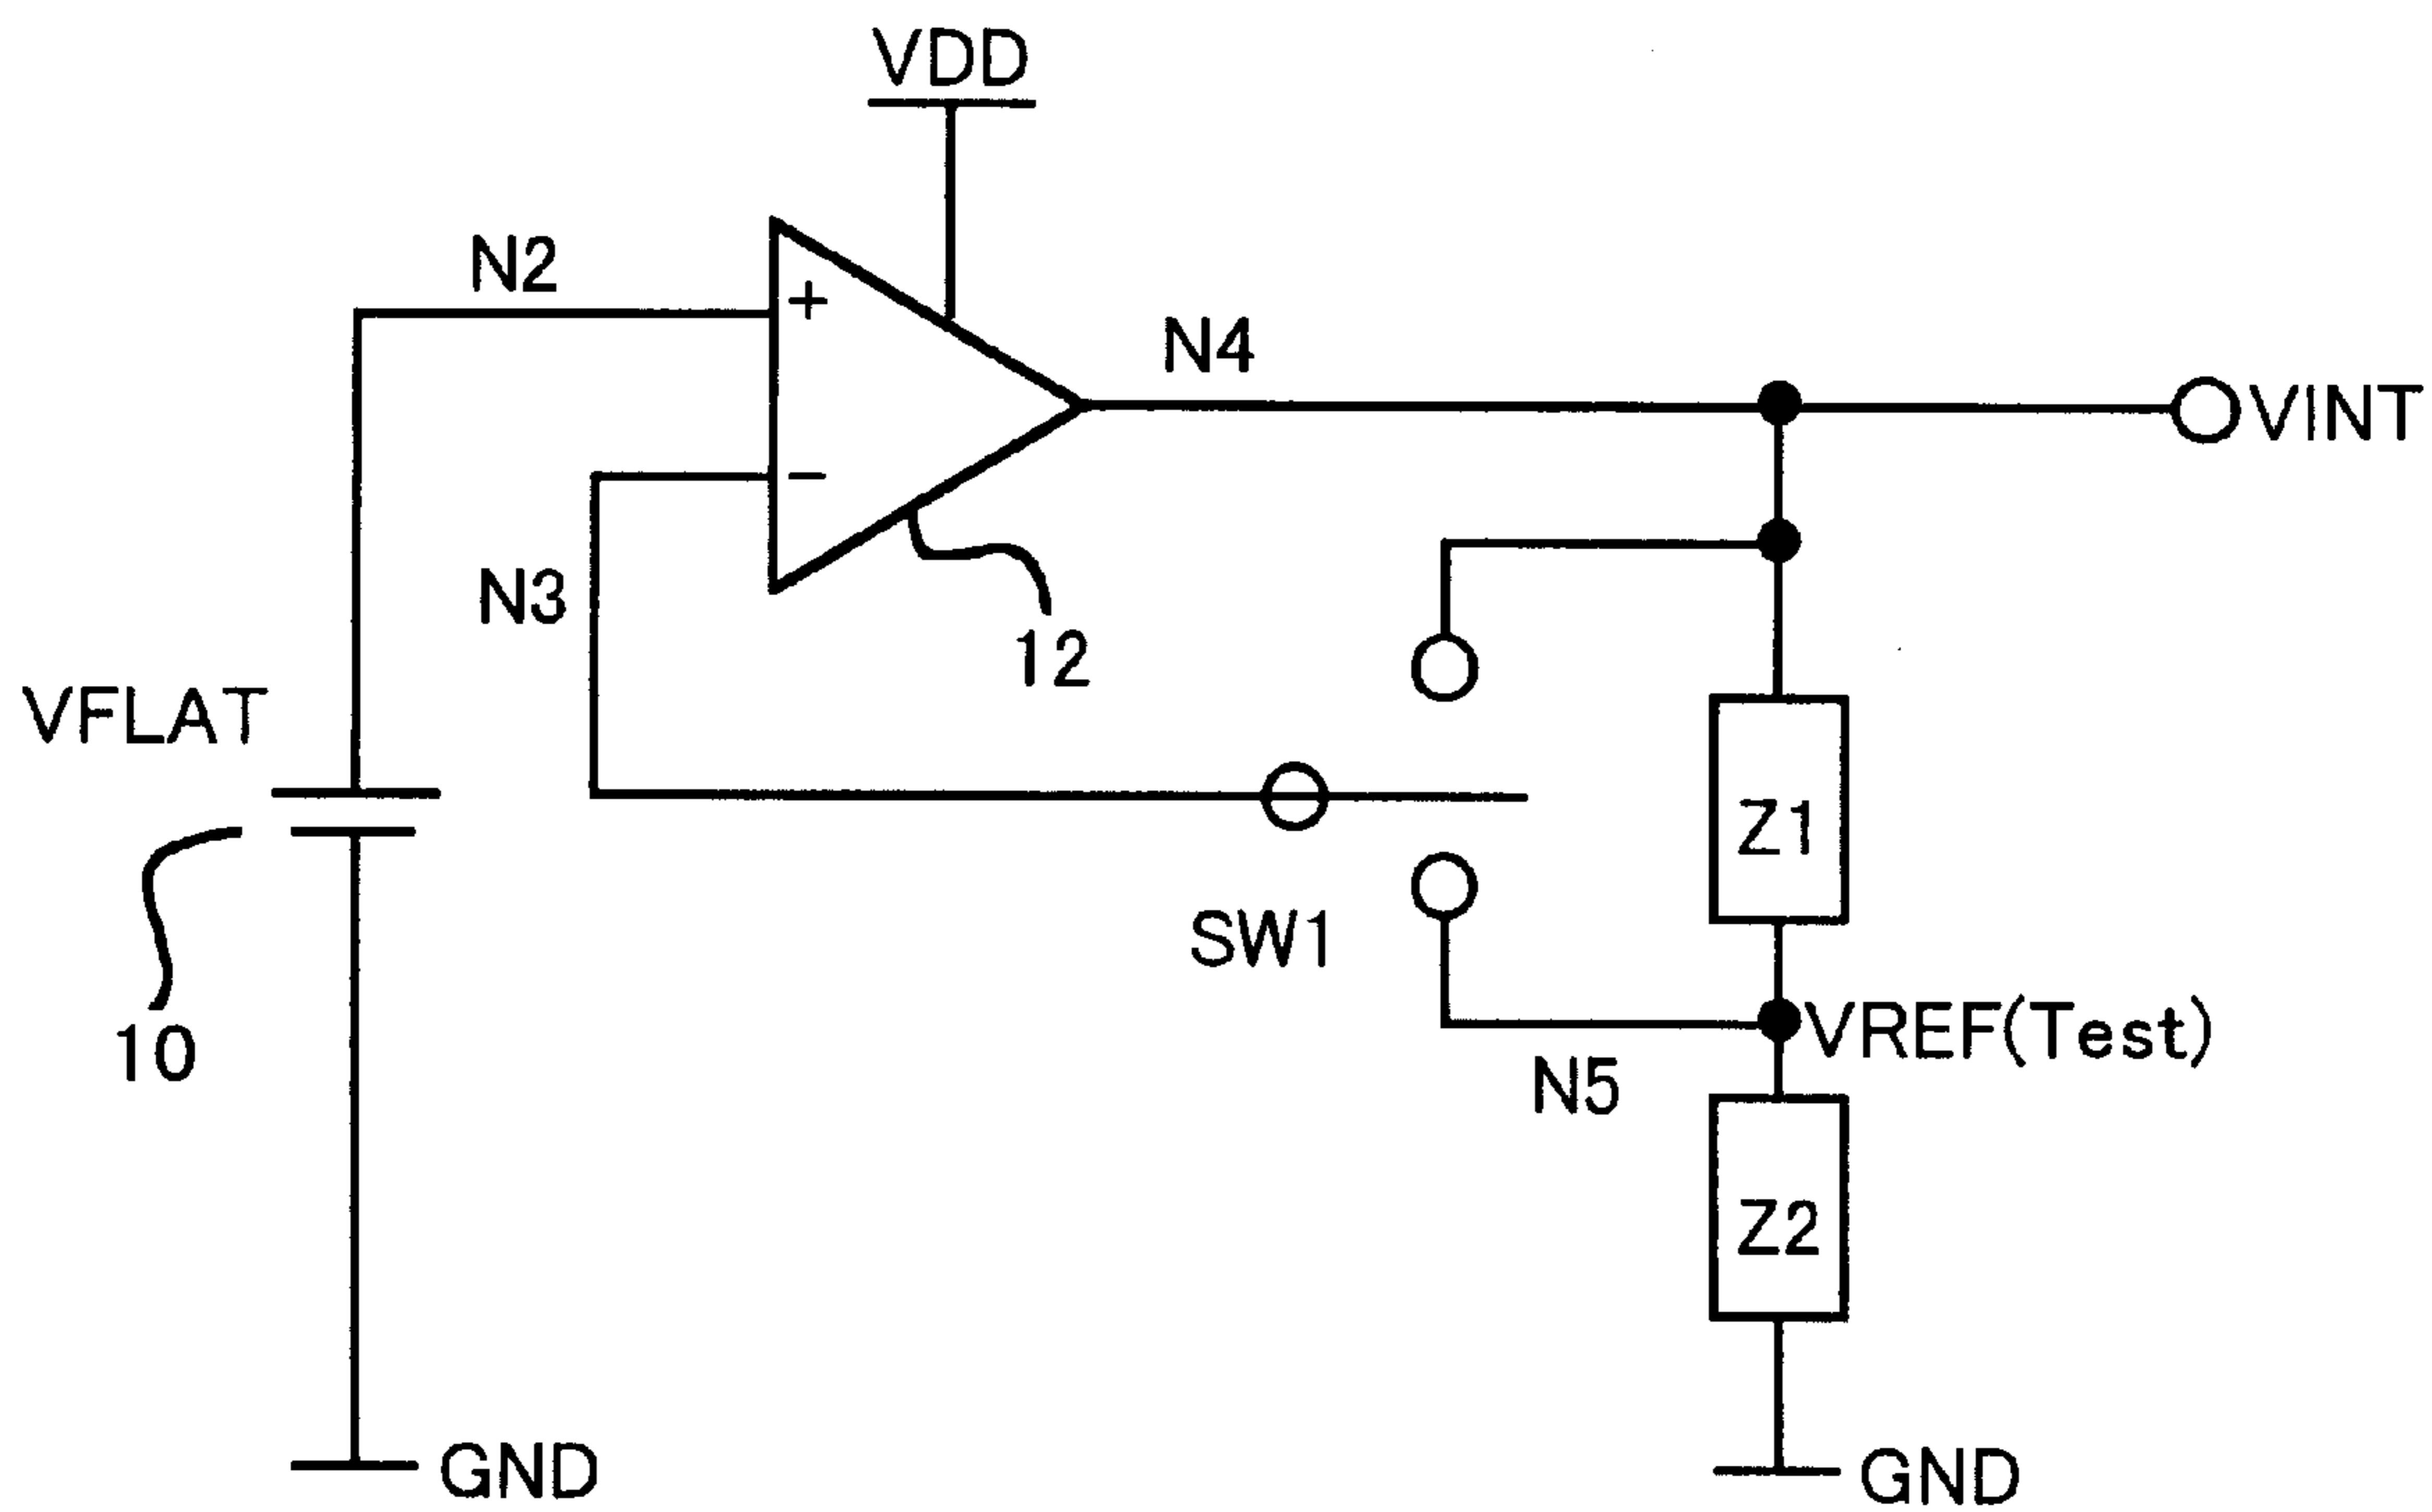 VDD
N2
+
N4
VINT
−
N3
12
VFLAT
Z1
SW1
10
VREF(Test)
N5
Z2
GND
GND